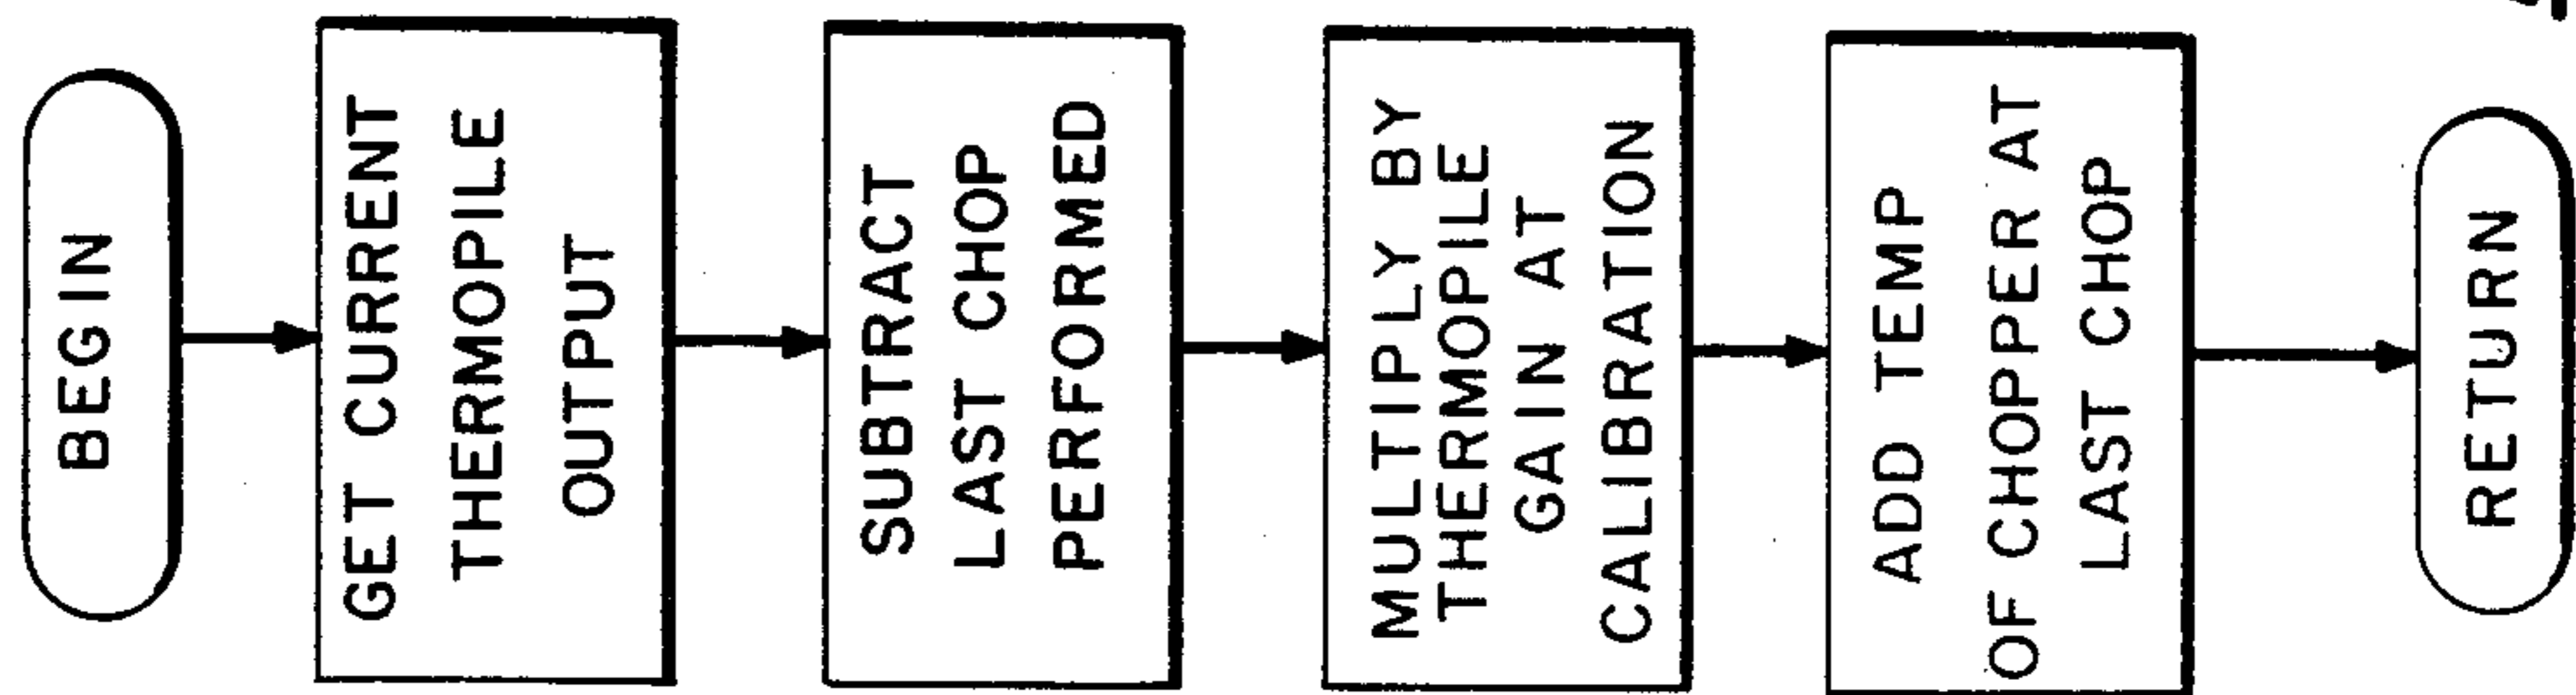 BEGIN
GET CURRENT
THERMOPILE
OUTPUT
SUBTRACT
LAST CHOP
PERFORMED
MULTIPLY BY
THERMOPILE
GAIN AT
CALIBRATION
ADD TEMP
OF CHOPPER AT
LAST CHOP
RETURN